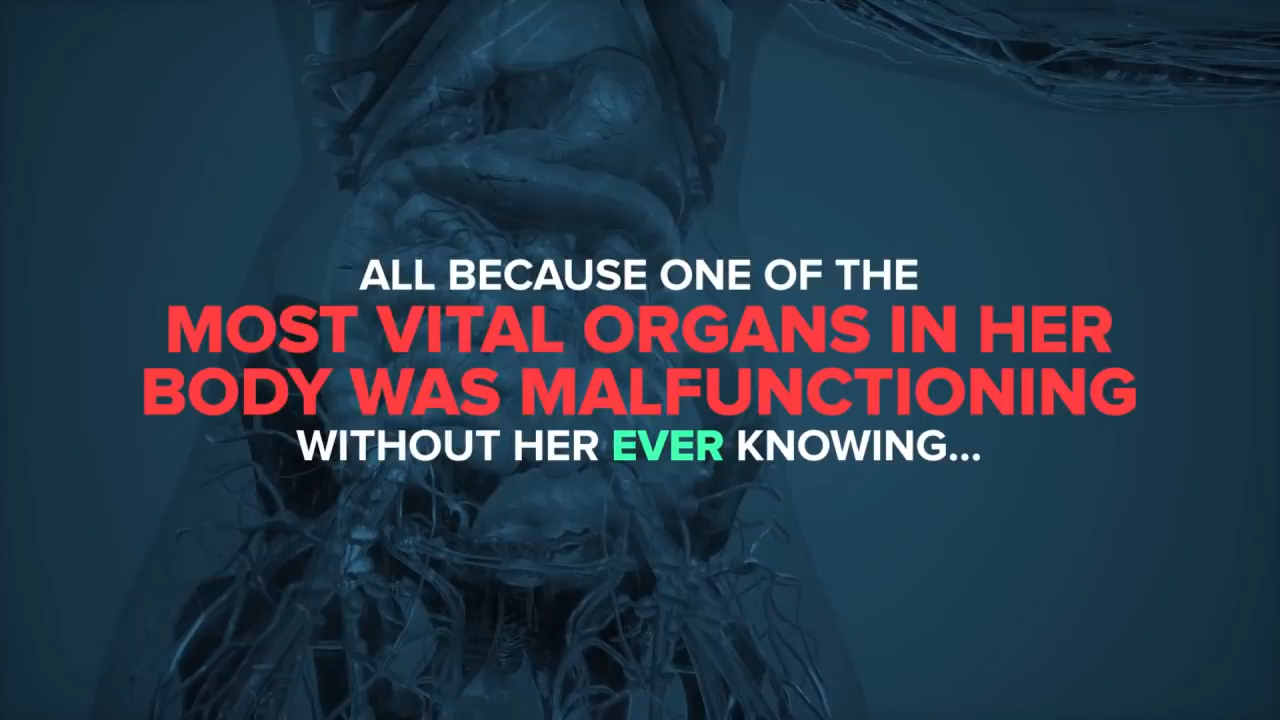 ALL BECAUSE ONE OF THE
MOST VITAL ORGANS IN HER
BODY WAS MALFUNCTIONING
WITHOUT HER EVER KNOWING...